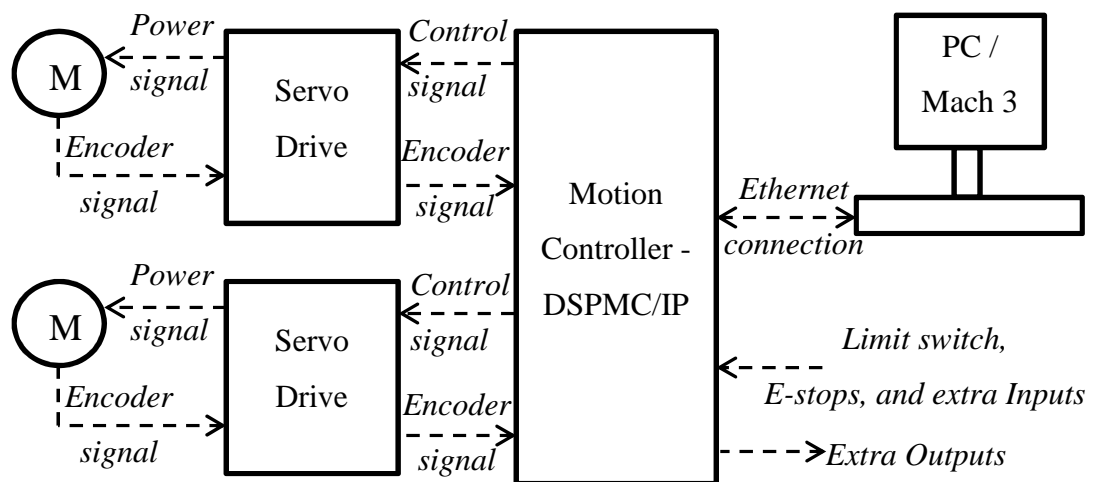 Power
signal
M
Encoder
signal
Servo
Drive
Control
signal
Encoder
signal
Power
signal
M
Encoder
signal
Servo
Drive
Control
signal
Encoder
signal
Motion
Controller -
DSPMC/IP
PC /
Mach 3
Ethernet
connection
Limit switch,
E-stops, and extra Inputs
Extra Outputs